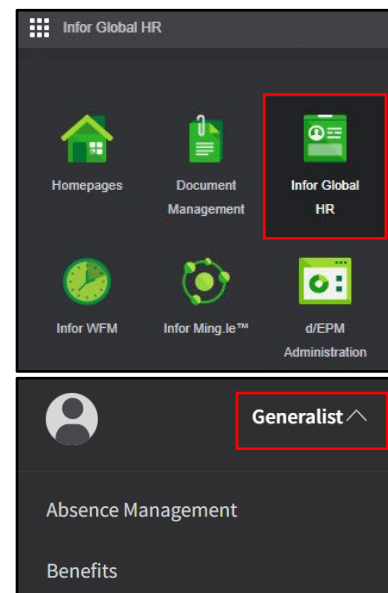 Infor Global HR
Homepages
Document
Management
Infor Global
HR
Infor WFM
Infor Ming.le™
d/EPM
Administration
Generalist
Absence Management
Benefits